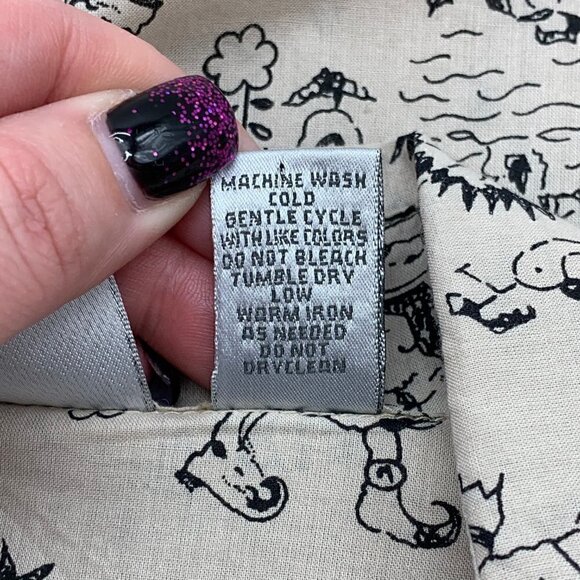 MACHINE WASH
COLD
GENTLE CYCLE
WITH LIKE COLORS
DO NOT BLEACH
TUMBLE DRY
LOW
WARM IRON
AS NEEDED
DO NOT
DRYCLEAN